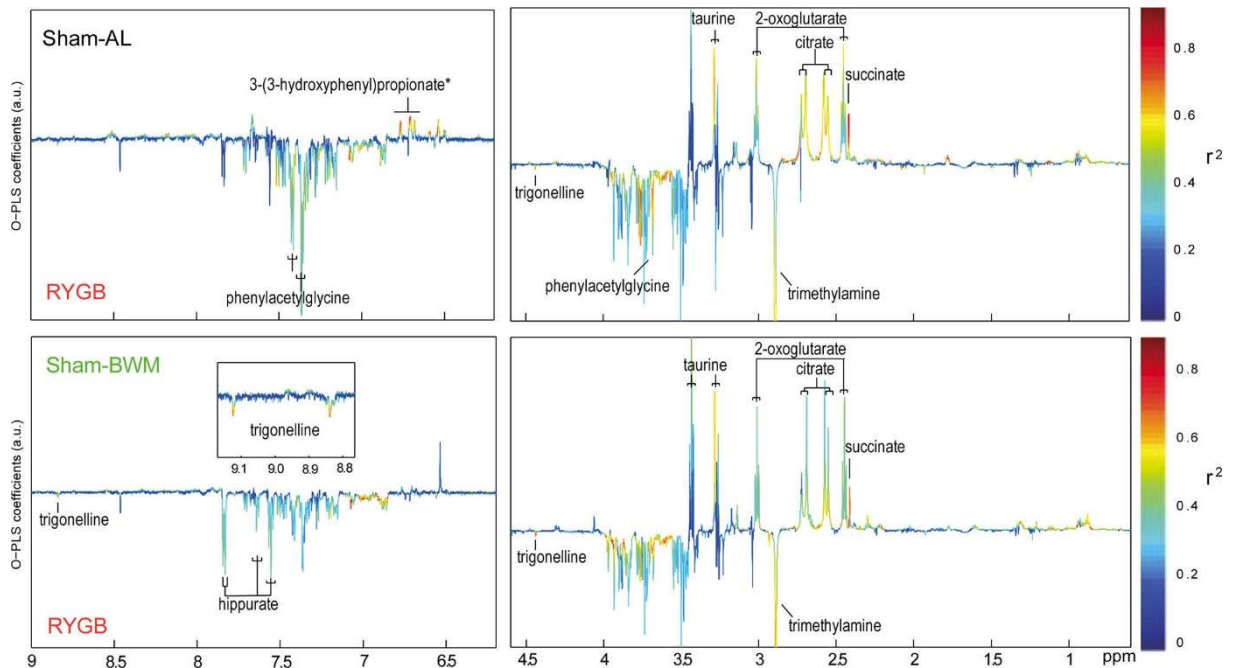 Sham-AL
3-(3-hydroxyphenyl)propionate*
O-PLS coefficients (a.u.)
RYGB
phenylacetylglycine
9 8.5 8 7.5 7 6.5
taurine
2-oxoglutarate
citrate
succinate
trigonelline
phenylacetylglycine
trimethylamine
4.5 4 3.5 3 2.5 2 1.5 1 ppm
0.8
0.6
0.4
0.2
0
r²
Sham-BWM
trigonelline
9.1 9.0 8.9 8.8
O-PLS coefficients (a.u.)
trigonelline
hippurate
RYGB
taurine
2-oxoglutarate
citrate
succinate
trigonelline
trimethylamine
0.8
0.6
0.4
0.2
0
r²